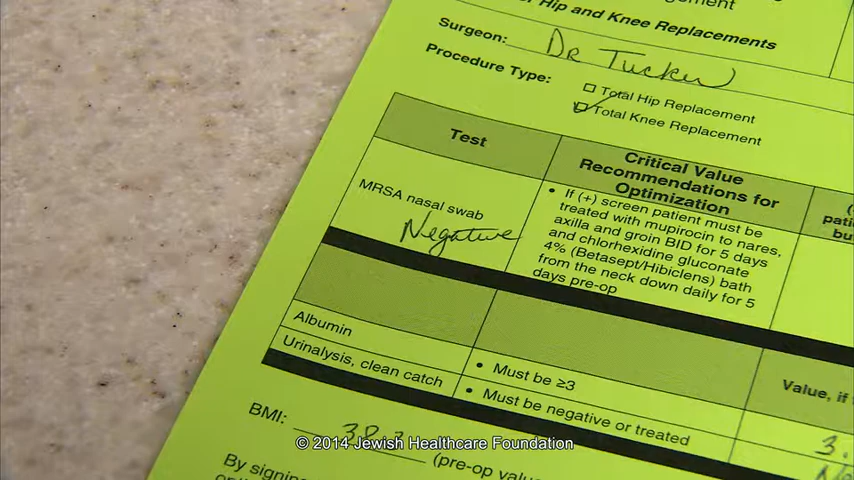 or Hip and Knee Replacements
Surgeon: Dr Tucker
Procedure Type:
Total Hip Replacement
Total Knee Replacement
Test
Critical Value
Recommendations for
Optimization
MRSA nasal swab
Negative
• If (+) screen patient must be
treated with mupirocin to nares,
axilla and groin BID for 5 days
and chlorhexidine gluconate
4% (Betasept/Hibiclens) bath
from the neck down daily for 5
days pre-op
Albumin
• Must be ≥3
Value, if
Urinalysis, clean catch
• Must be negative or treated
3.
BMI:
(pre-op
By
© 2014 Jewish Healthcare Foundation